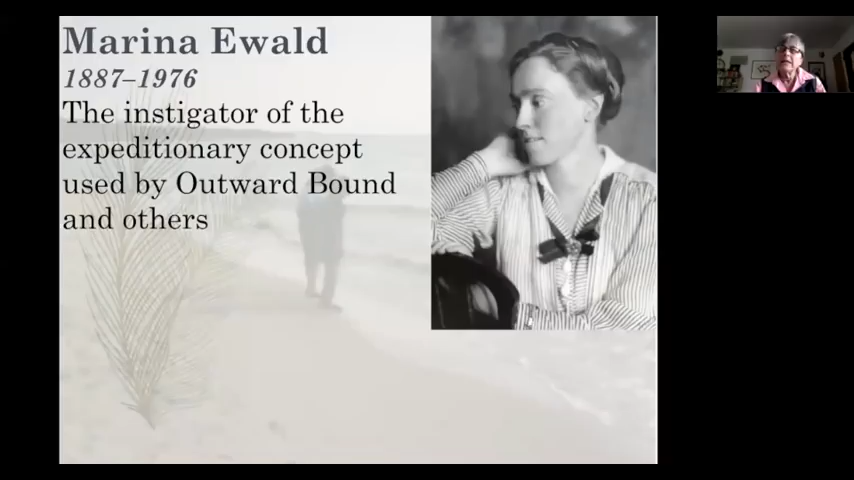 Marina Ewald
1887–1976
The instigator of the
expeditionary concept
used by Outward Bound
and others